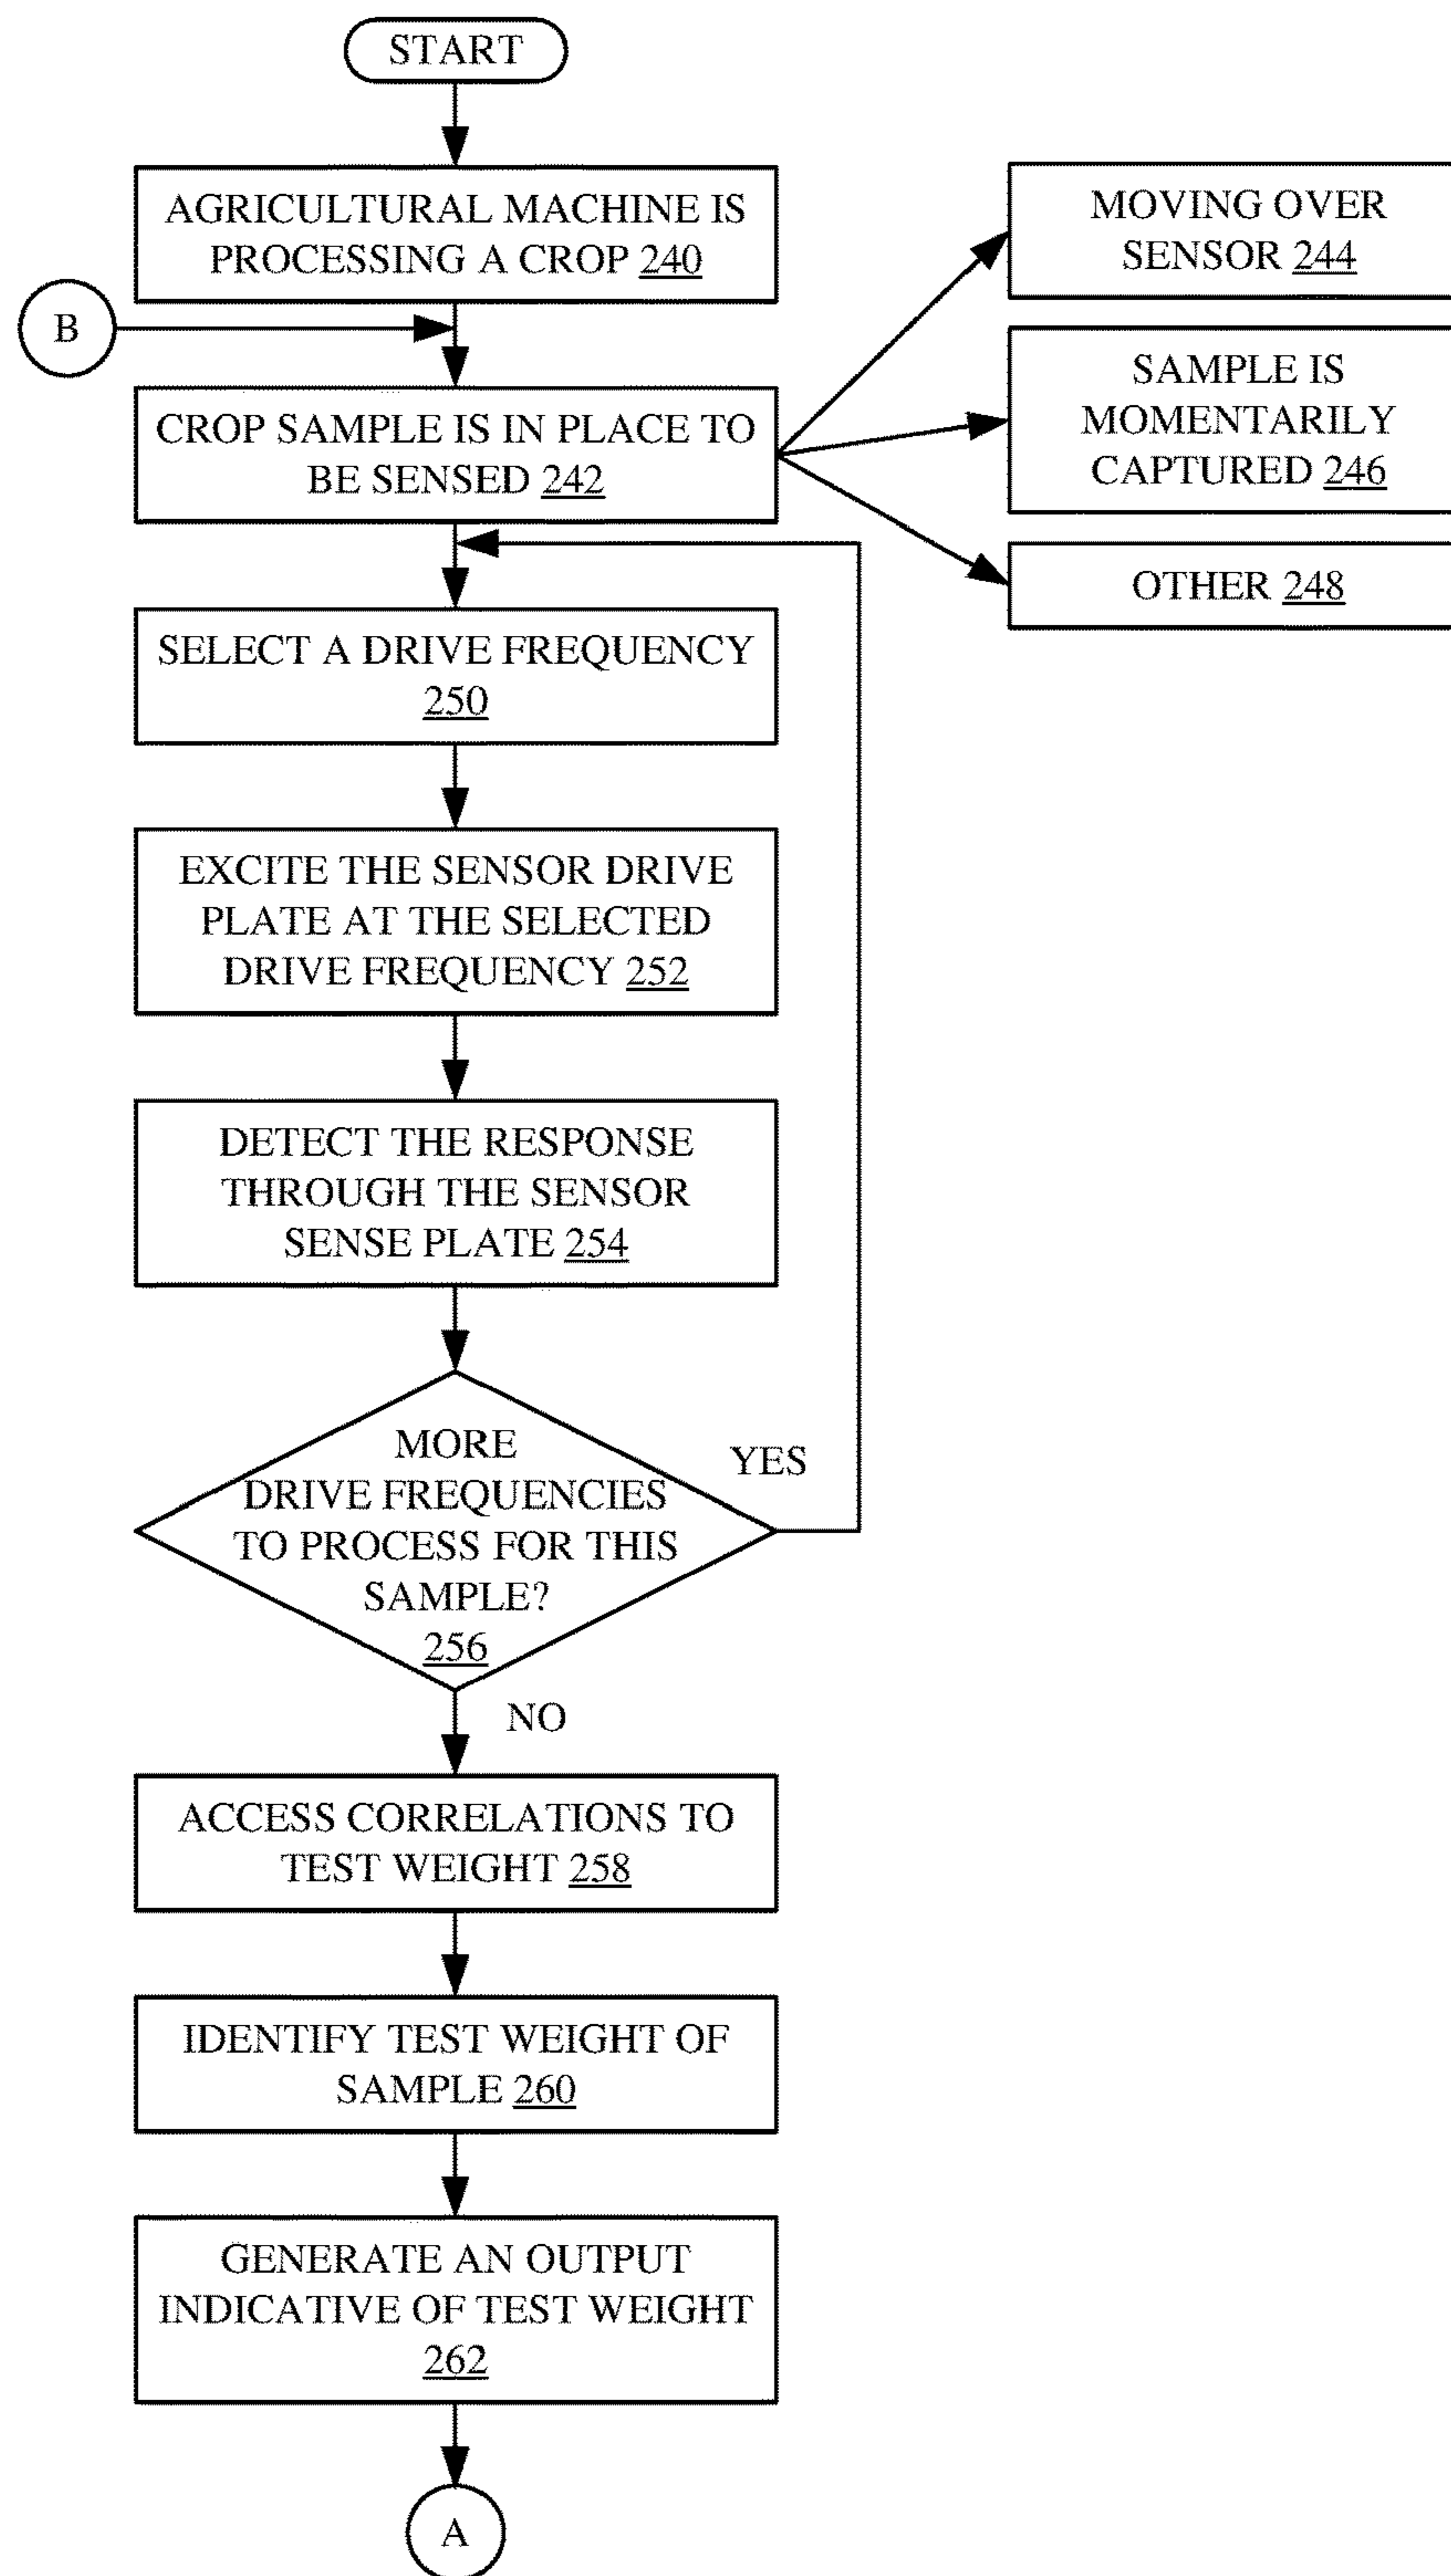 START
AGRICULTURAL MACHINE IS
PROCESSING A CROP 240
B
CROP SAMPLE IS IN PLACE TO
BE SENSED 242
MOVING OVER
SENSOR 244
SAMPLE IS
MOMENTARILY
CAPTURED 246
OTHER 248
SELECT A DRIVE FREQUENCY
250
EXCITE THE SENSOR DRIVE
PLATE AT THE SELECTED
DRIVE FREQUENCY 252
DETECT THE RESPONSE
THROUGH THE SENSOR
SENSE PLATE 254
MORE
DRIVE FREQUENCIES
TO PROCESS FOR THIS
SAMPLE?
256
YES
NO
ACCESS CORRELATIONS TO
TEST WEIGHT 258
IDENTIFY TEST WEIGHT OF
SAMPLE 260
GENERATE AN OUTPUT
INDICATIVE OF TEST WEIGHT
262
A